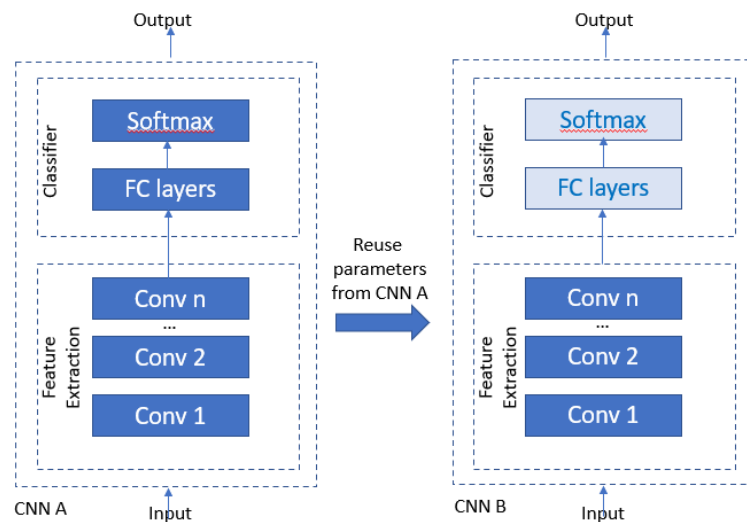 Output
Softmax
FC layers
Classifier
Conv n
...
Conv 2
Conv 1
Feature
Extraction
CNN A
Input
Reuse
parameters
from CNN A
Output
Softmax
FC layers
Classifier
Conv n
...
Conv 2
Conv 1
Feature
Extraction
CNN B
Input